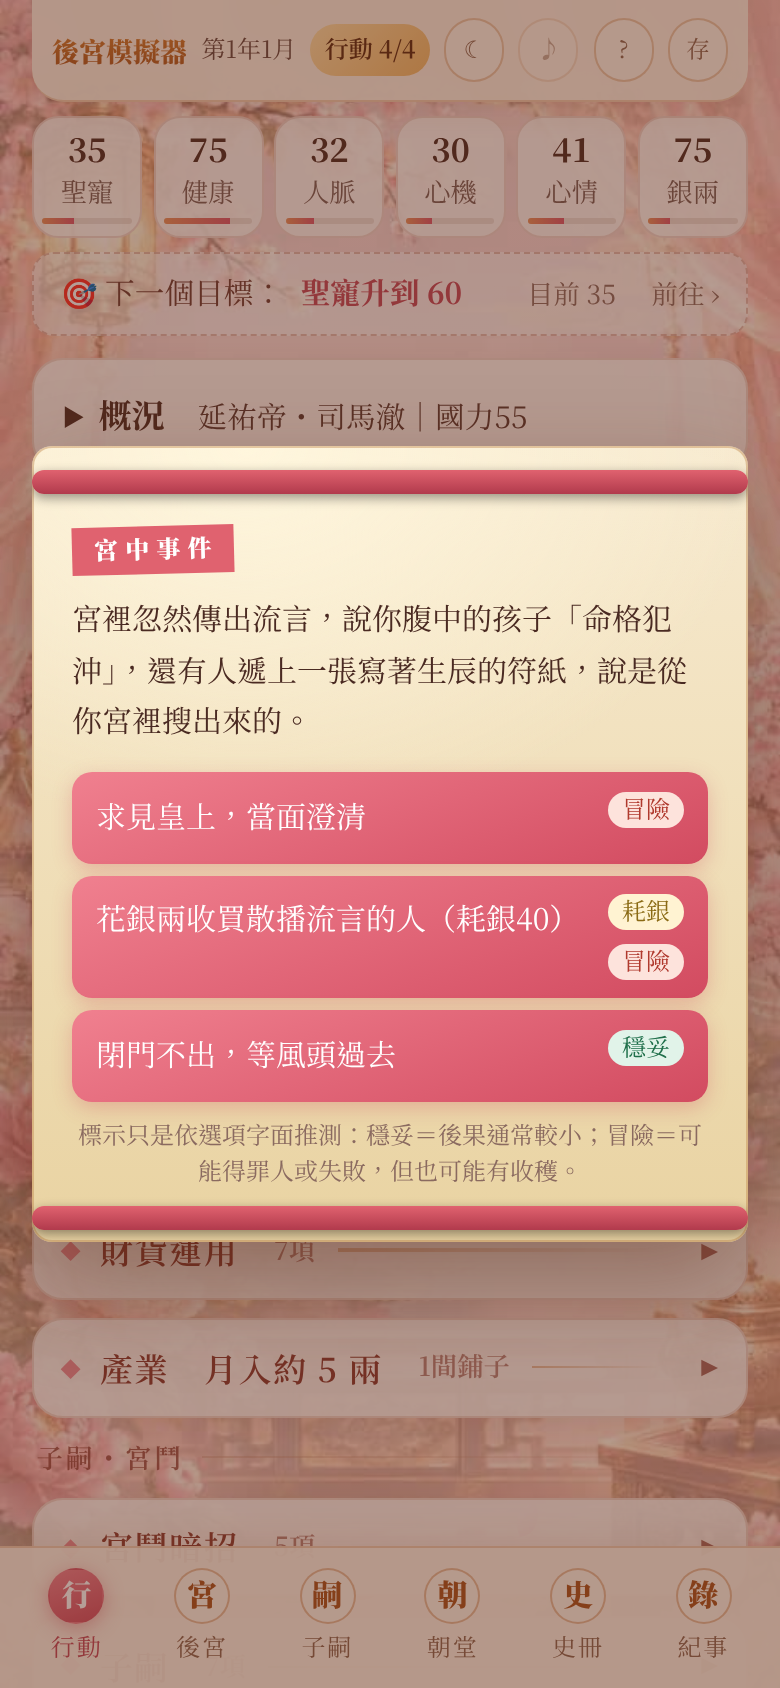 後宮模擬器 第1年1月 行動 4/4 ☾ ♪ ? 存
35 75 32 30 41 75
聖寵 健康 人脈 心機 心情 銀兩
下一個目標： 聖寵升到 60 目前 35 前往 ›
▶ 概況 延祐帝・司馬澈｜國力55
宮中事件
宮裡忽然傳出流言，說你腹中的孩子「命格犯
沖」，還有人遞上一張寫著生辰的符紙，說是從
你宮裡搜出來的。
求見皇上，當面澄清 冒險
花銀兩收買散播流言的人（耗銀40） 耗銀
冒險
閉門不出，等風頭過去 穩妥
標示只是依選項字面推測：穩妥＝後果通常較小；冒險＝可
能得罪人或失敗，但也可能有收穫。
◆ 財貨運用 7項 ▶
◆ 產業 月入約 5 兩 1間鋪子 ▶
子嗣・宮鬥
宮鬥暗招 5項
行 宮 嗣 朝 史 錄
行動 後宮 子嗣 朝堂 史冊 紀事